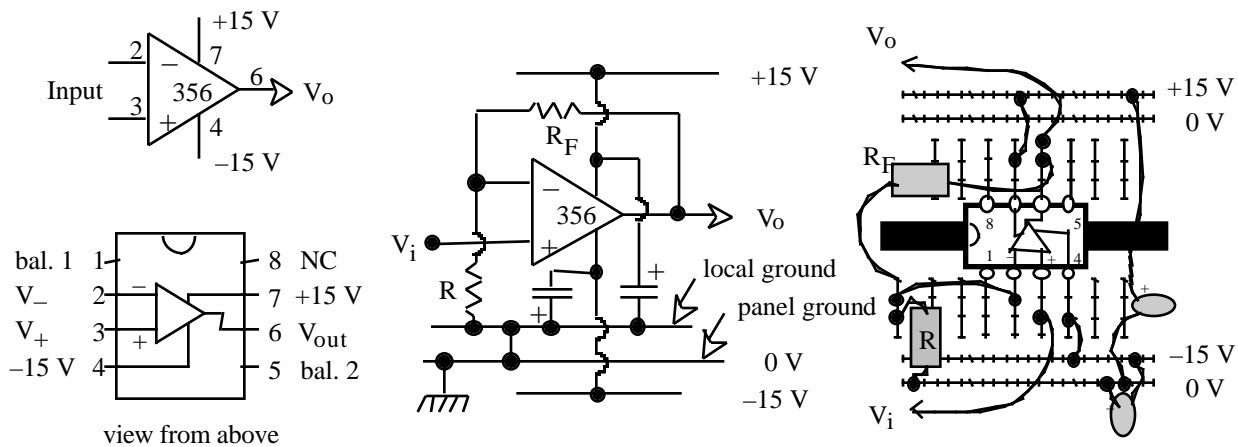 +15 V
2
7
−
6
Input
356
V₀
3
+
4
–15 V
bal. 1
1
8
NC
V₋
2
−
7
+15 V
V₊
3
+
6
Vout
–15 V
4
5
bal. 2
view from above
+15 V
RF
−
356
Vo
Vi
+
R
+
+
local ground
panel ground
0 V
–15 V
Vo
+15 V
0 V
RF
8
5
1
−
+
4
+
R
–15 V
0 V
+
Vi